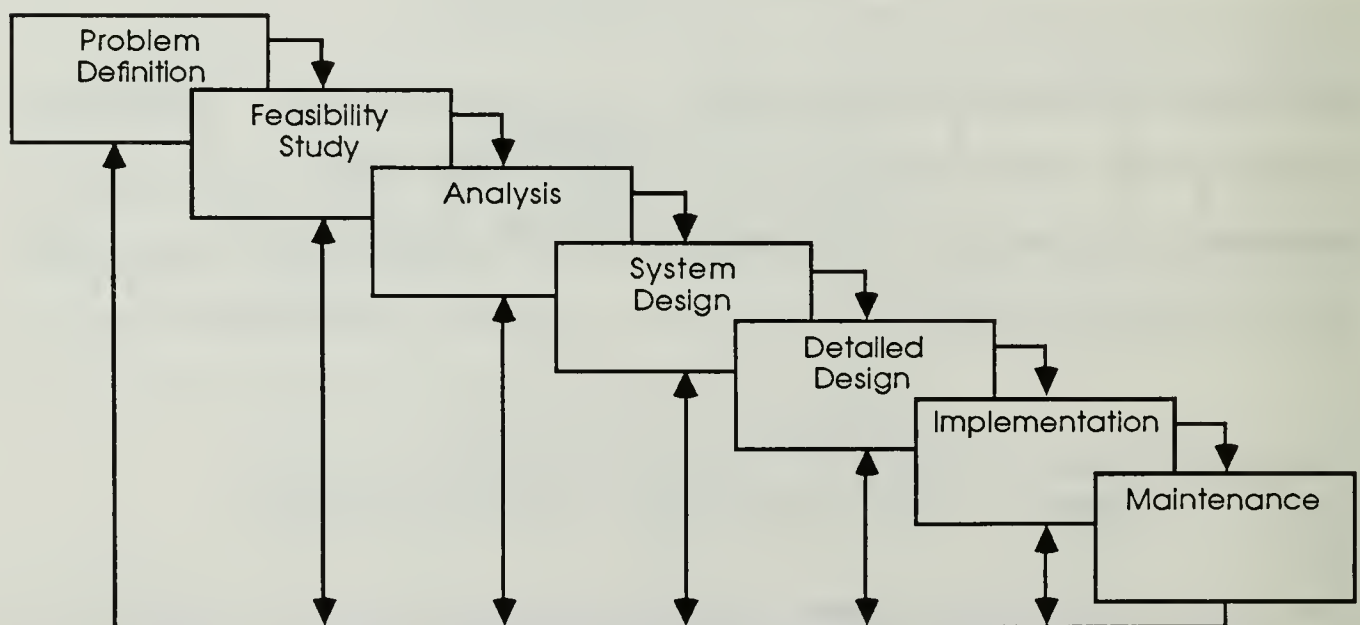 Problem
Definition
Feasibility
Study
Analysis
System
Design
Detailed
Design
Implementation
Maintenance